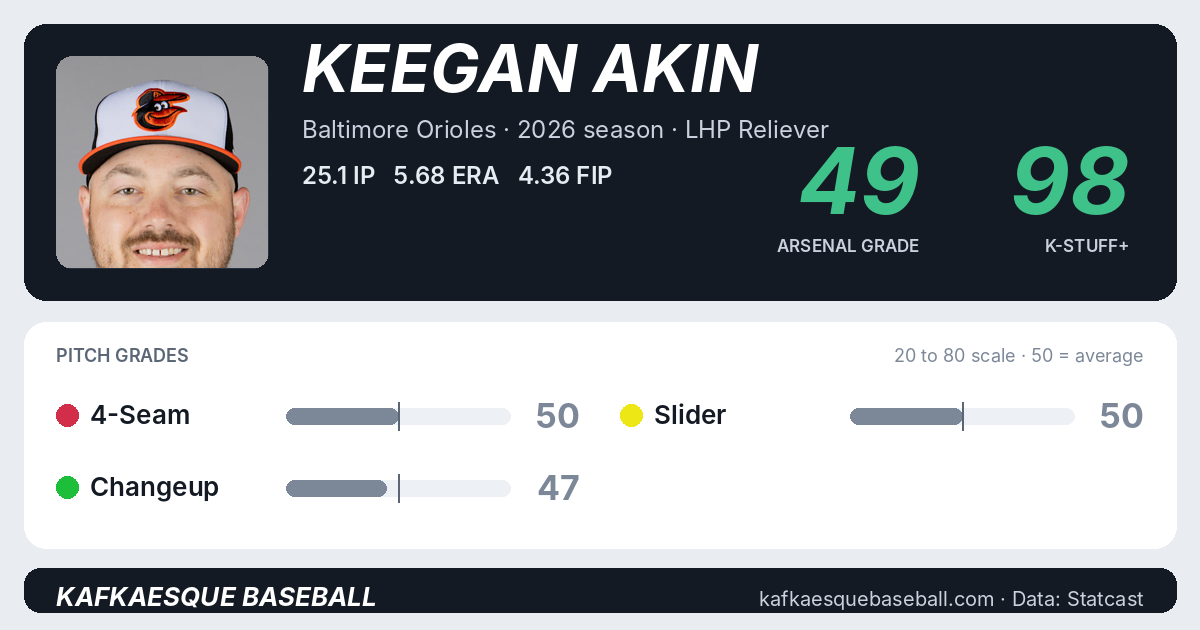 KEEGAN AKIN
Baltimore Orioles · 2026 season · LHP Reliever
25.1 IP 5.68 ERA 4.36 FIP
49 98
ARSENAL GRADE K-STUFF+
PITCH GRADES 20 to 80 scale · 50 = average
4-Seam 50 Slider 50
Changeup 47
KAFKAESQUE BASEBALL kafkaesquebaseball.com · Data: Statcast